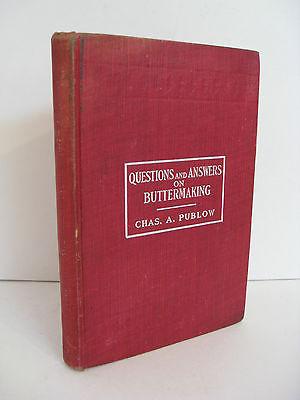 QUESTIONS AND ANSWERS
ON
BUTTERMAKING
CHAS. A. PUBLOW